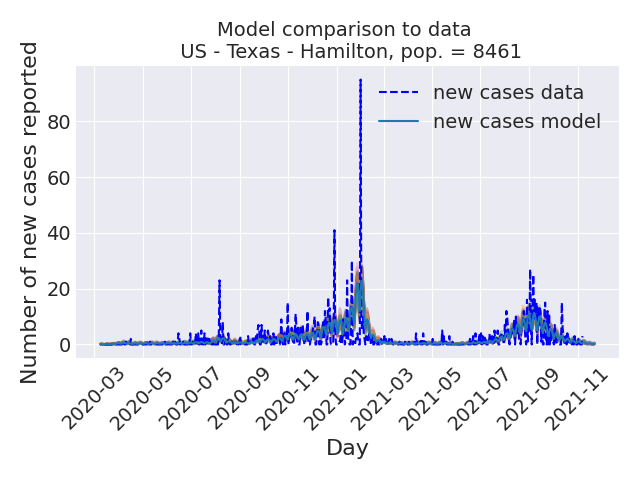 Model comparison to data
US - Texas - Hamilton, pop. = 8461
Number of new cases reported
new cases data
new cases model
80
60
40
20
0
2020-03
2020-05
2020-07
2020-09
2020-11
2021-01
2021-03
2021-05
2021-07
2021-09
2021-11
Day